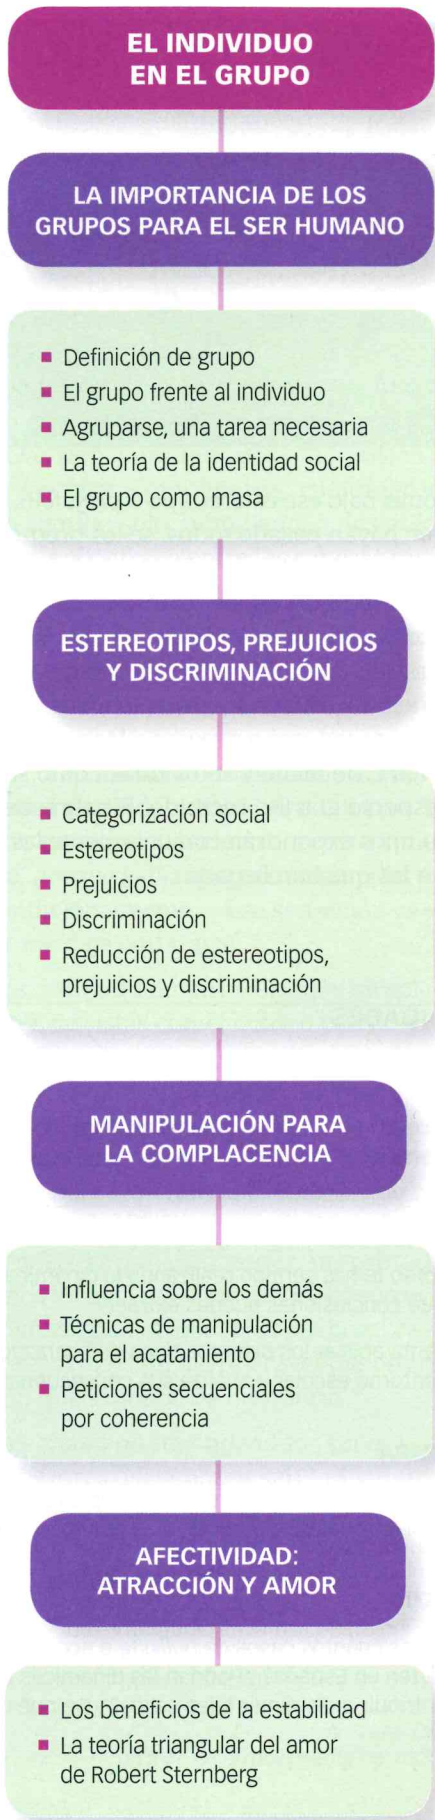 EL INDIVIDUO
EN EL GRUPO
LA IMPORTANCIA DE LOS
GRUPOS PARA EL SER HUMANO
▪ Definición de grupo
▪ El grupo frente al individuo
▪ Agruparse, una tarea necesaria
▪ La teoría de la identidad social
▪ El grupo como masa
ESTEREOTIPOS, PREJUICIOS
Y DISCRIMINACIÓN
▪ Categorización social
▪ Estereotipos
▪ Prejuicios
▪ Discriminación
▪ Reducción de estereotipos,
prejuicios y discriminación
MANIPULACIÓN PARA
LA COMPLACENCIA
▪ Influencia sobre los demás
▪ Técnicas de manipulación
para el acatamiento
▪ Peticiones secuenciales
por coherencia
AFECTIVIDAD:
ATRACCIÓN Y AMOR
▪ Los beneficios de la estabilidad
▪ La teoría triangular del amor
de Robert Sternberg